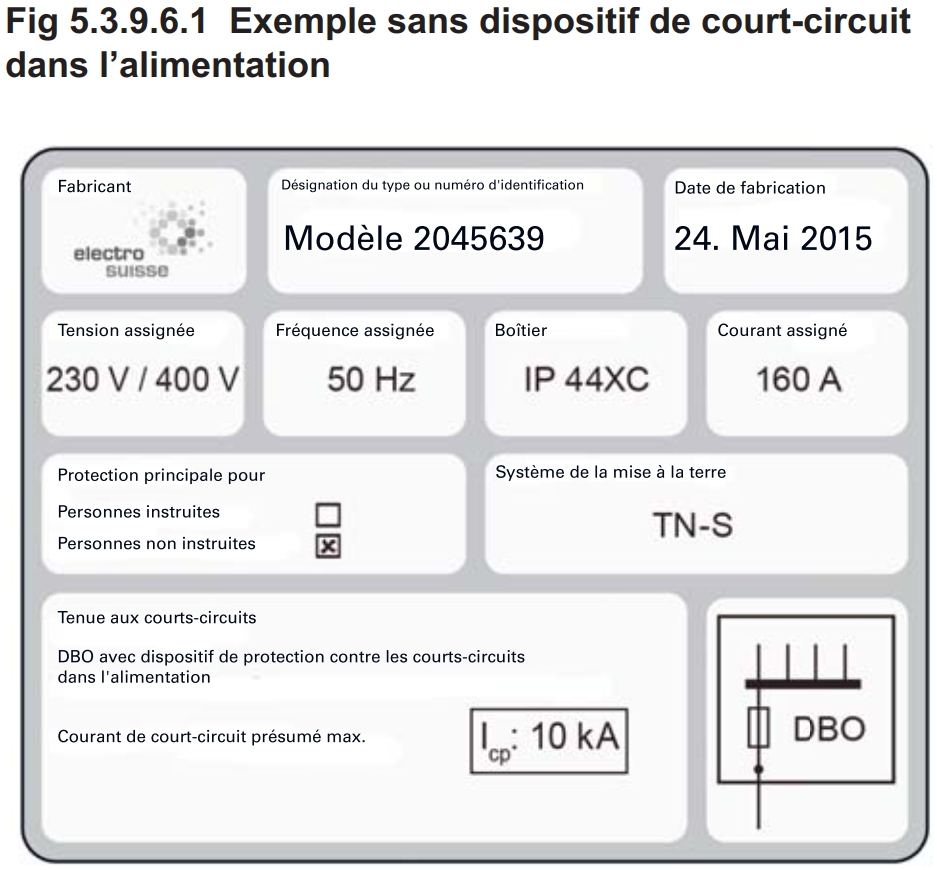 Fig 5.3.9.6.1  Exemple sans dispositif de court-circuit
dans l’alimentation
Fabricant
electro
suisse
Désignation du type ou numéro d'identification
Modèle 2045639
Date de fabrication
24. Mai 2015
Tension assignée
230 V / 400 V
Fréquence assignée
50 Hz
Boîtier
IP 44XC
Courant assigné
160 A
Protection principale pour
Personnes instruites
Personnes non instruites
Système de la mise à la terre
TN-S
Tenue aux courts-circuits
DBO avec dispositif de protection contre les courts-circuits
dans l'alimentation
Courant de court-circuit présumé max.
Icp: 10 kA
DBO